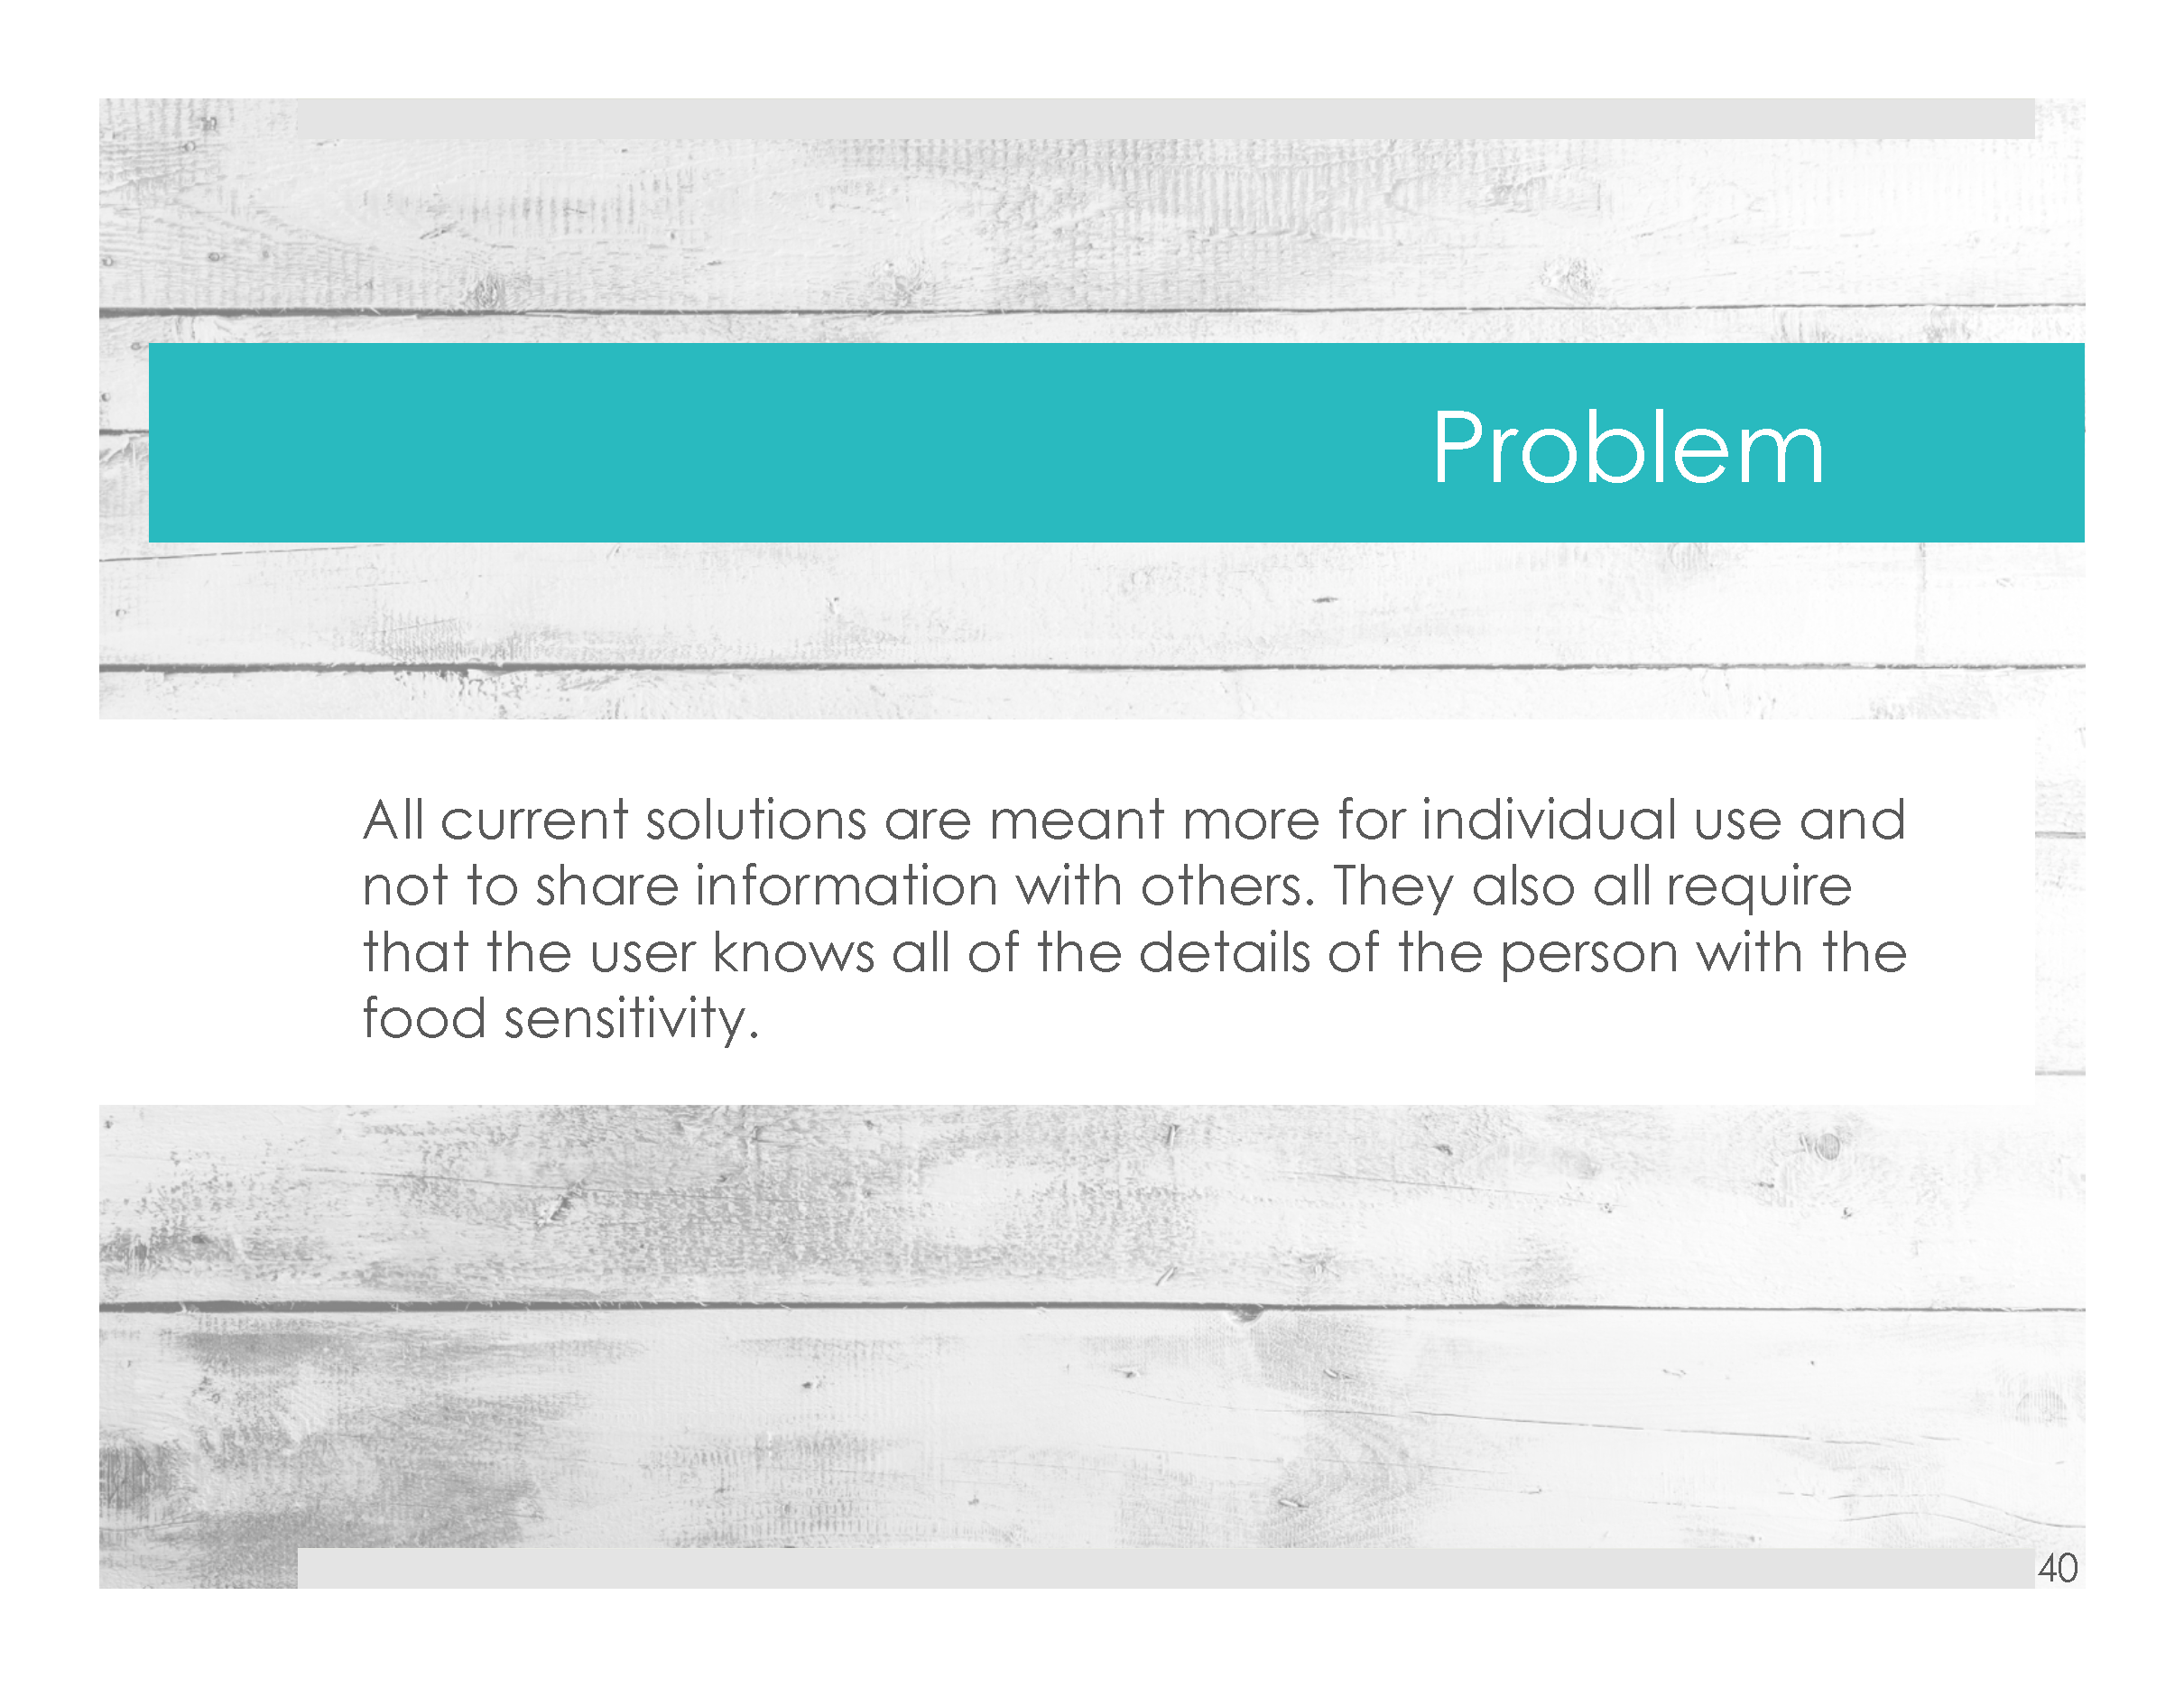 Problem
All current solutions are meant more for individual use and
not to share information with others. They also all require
that the user knows all of the details of the person with the
food sensitivity.
40